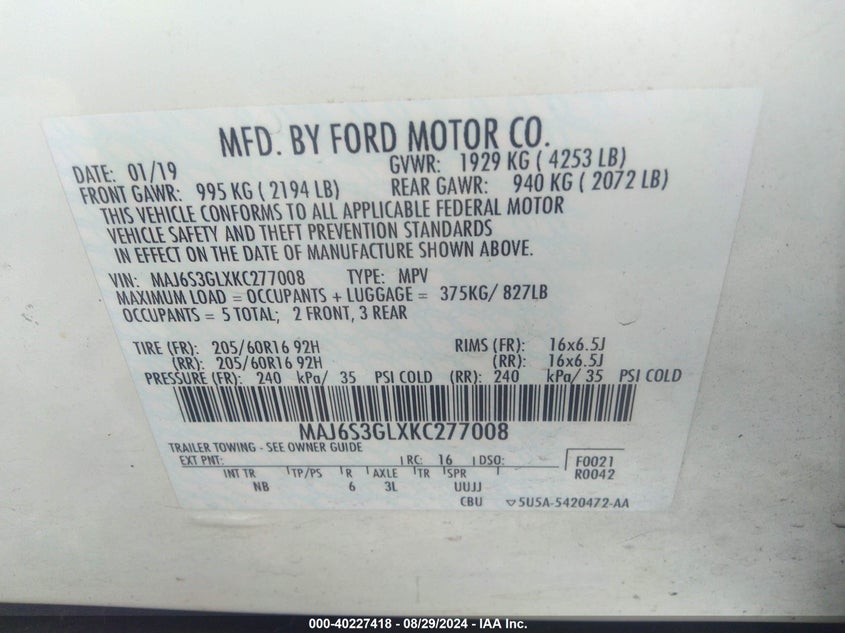 MFD. BY FORD MOTOR CO.
DATE: 01/19 GVWR: 1929 KG ( 4253 LB)
FRONT GAWR: 995 KG ( 2194 LB) REAR GAWR: 940 KG ( 2072 LB)
THIS VEHICLE CONFORMS TO ALL APPLICABLE FEDERAL MOTOR
VEHICLE SAFETY AND THEFT PREVENTION STANDARDS
IN EFFECT ON THE DATE OF MANUFACTURE SHOWN ABOVE.
VIN: MAJ6S3GLXKC277008 TYPE: MPV
MAXIMUM LOAD = OCCUPANTS + LUGGAGE = 375KG/ 827LB
OCCUPANTS = 5 TOTAL; 2 FRONT, 3 REAR
TIRE (FR): 205/60R16 92H RIMS (FR): 16x6.5J
(RR): 205/60R16 92H (RR): 16x6.5J
PRESSURE (FR): 240 kPa/ 35 PSI COLD (RR): 240 kPa/ 35 PSI COLD
MAJ6S3GLXKC277008
TRAILER TOWING - SEE OWNER GUIDE
EXT PNT: RC: 16 DSO: F0021
INT TR TP/PS R AXLE TR SPR R0042
NB 6 3L UUJJ
CBU ▽5U5A-5420472-AA
000-40227418 - 08/29/2024 - IAA Inc.